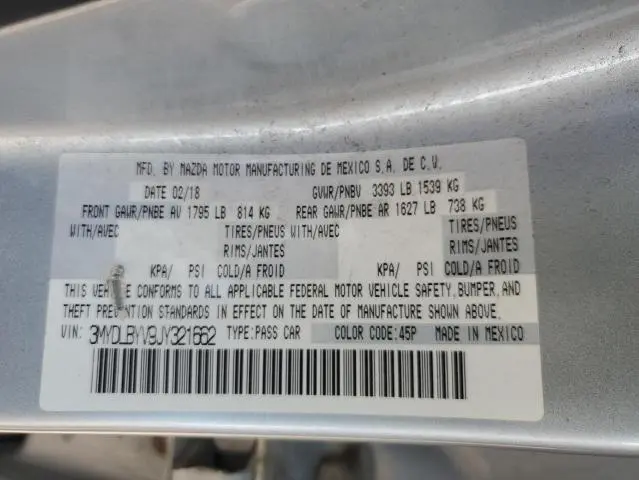 MFD. BY MAZDA MOTOR MANUFACTURING DE MEXICO S.A. DE C.V.
DATE 02/18 GVWR/PNBV 3393 LB 1539 KG
FRONT GAWR/PNBE AV 1795 LB 814 KG REAR GAWR/PNBE AR 1627 LB 738 KG
WITH/AVEC TIRES/PNEUS WITH/AVEC TIRES/PNEUS
RIMS/JANTES RIMS/JANTES
KPA/ PSI COLD/A FROID KPA/ PSI COLD/A FROID
THIS VEHICLE CONFORMS TO ALL APPLICABLE FEDERAL MOTOR VEHICLE SAFETY, BUMPER, AND
THEFT PREVENTION STANDARDS IN EFFECT ON THE DATE OF MANUFACTURE SHOWN ABOVE.
VIN: 3MYDLBYV9JY321662 TYPE:PASS CAR COLOR CODE:45P MADE IN MEXICO